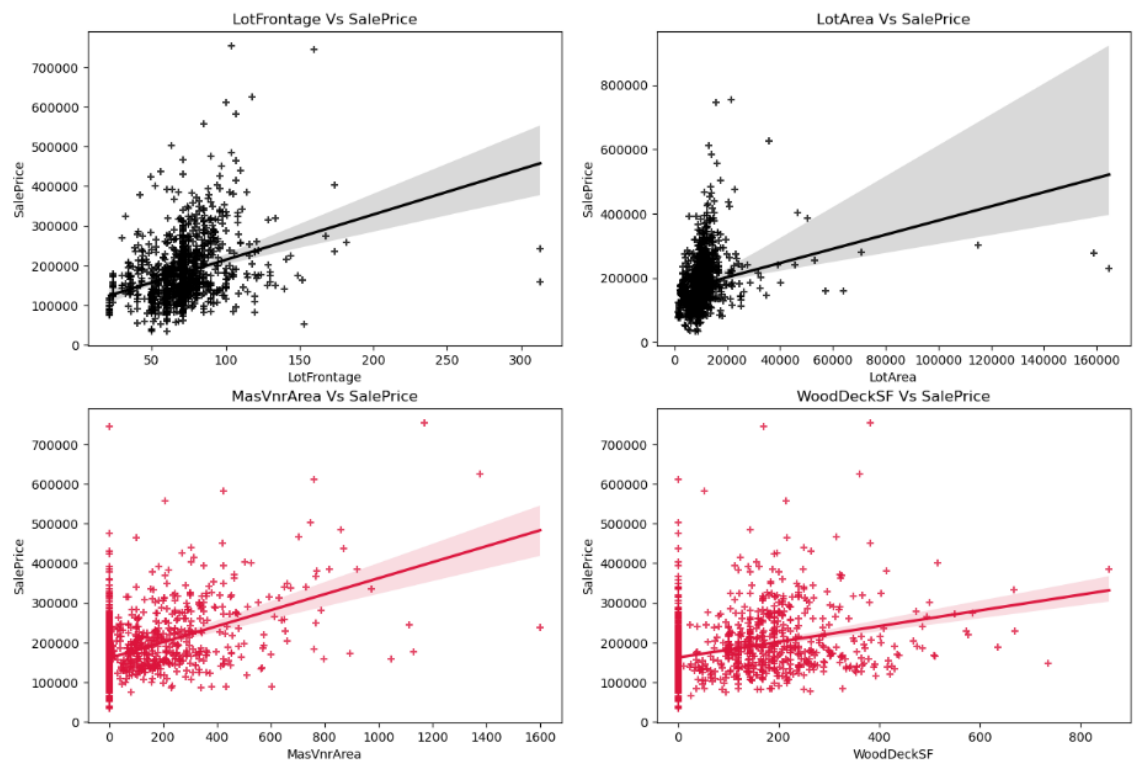 LotFrontage Vs SalePrice
SalePrice
700000
600000
500000
400000
300000
200000
100000
0
50 100 150 200 250 300
LotFrontage
LotArea Vs SalePrice
SalePrice
800000
600000
400000
200000
0
0 20000 40000 60000 80000 100000 120000 140000 160000
LotArea
MasVnrArea Vs SalePrice
SalePrice
700000
600000
500000
400000
300000
200000
100000
0
0 200 400 600 800 1000 1200 1400 1600
MasVnrArea
WoodDeckSF Vs SalePrice
SalePrice
700000
600000
500000
400000
300000
200000
100000
0
0 200 400 600 800
WoodDeckSF